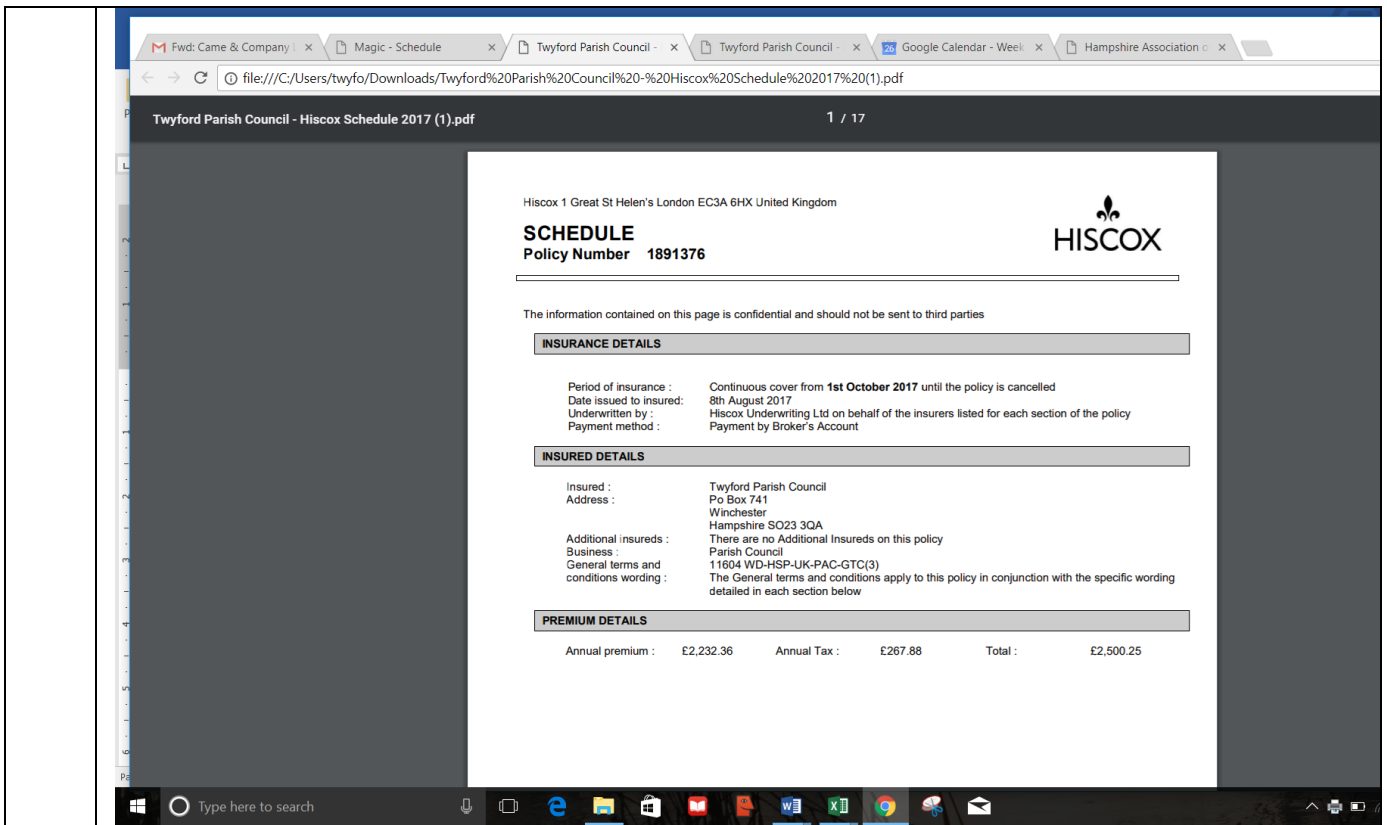 Fwd: Came & Company
Magic - Schedule
Twyford Parish Council -
Twyford Parish Council -
26 Google Calendar - Week
Hampshire Association o
file:///C:/Users/twyfo/Downloads/Twyford%20Parish%20Council%20-%20Hiscox%20Schedule%202017%20(1).pdf
Twyford Parish Council - Hiscox Schedule 2017 (1).pdf
1 / 17
Hiscox 1 Great St Helen's London EC3A 6HX United Kingdom
HISCOX
SCHEDULE
Policy Number 1891376
The information contained on this page is confidential and should not be sent to third parties
INSURANCE DETAILS
Period of insurance : Continuous cover from 1st October 2017 until the policy is cancelled
Date issued to insured: 8th August 2017
Underwritten by : Hiscox Underwriting Ltd on behalf of the insurers listed for each section of the policy
Payment method : Payment by Broker's Account
INSURED DETAILS
Insured : Twyford Parish Council
Address : Po Box 741
Winchester
Hampshire SO23 3QA
Additional insureds : There are no Additional Insureds on this policy
Business : Parish Council
General terms and 11604 WD-HSP-UK-PAC-GTC(3)
conditions wording : The General terms and conditions apply to this policy in conjunction with the specific wording
detailed in each section below
PREMIUM DETAILS
Annual premium : £2,232.36 Annual Tax : £267.88 Total : £2,500.25
Type here to search